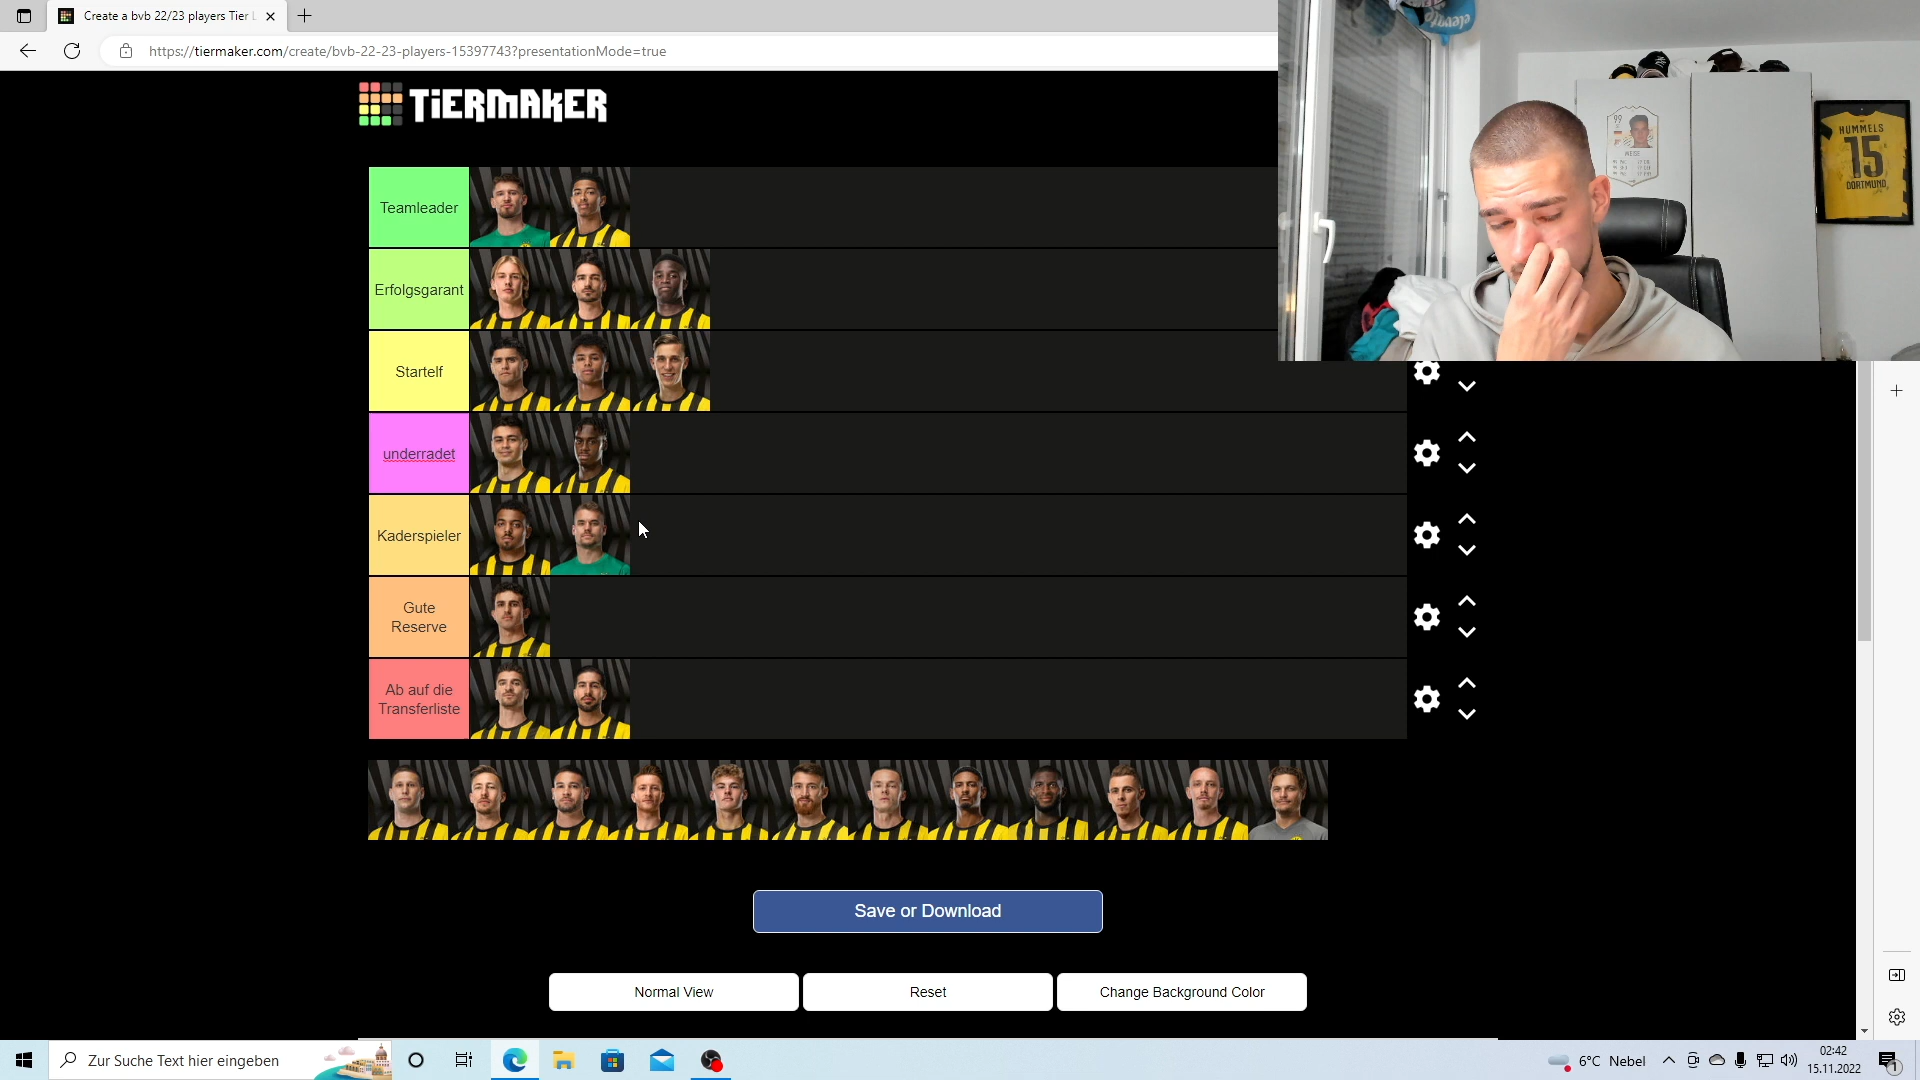 Create a bvb 22/23 players Tier L
https://tiermaker.com/create/bvb-22-23-players-15397743?presentationMode=true
TiERMAKER
99
HUMMELS
15
DORTMUND
Teamleader
Erfolgsgarant
Startelf
underradet
Kaderspieler
Gute
Reserve
Ab auf die
Transferliste
Save or Download
Normal View
Reset
Change Background Color
Zur Suche Text hier eingeben
6°C Nebel
02:42
15.11.2022
1